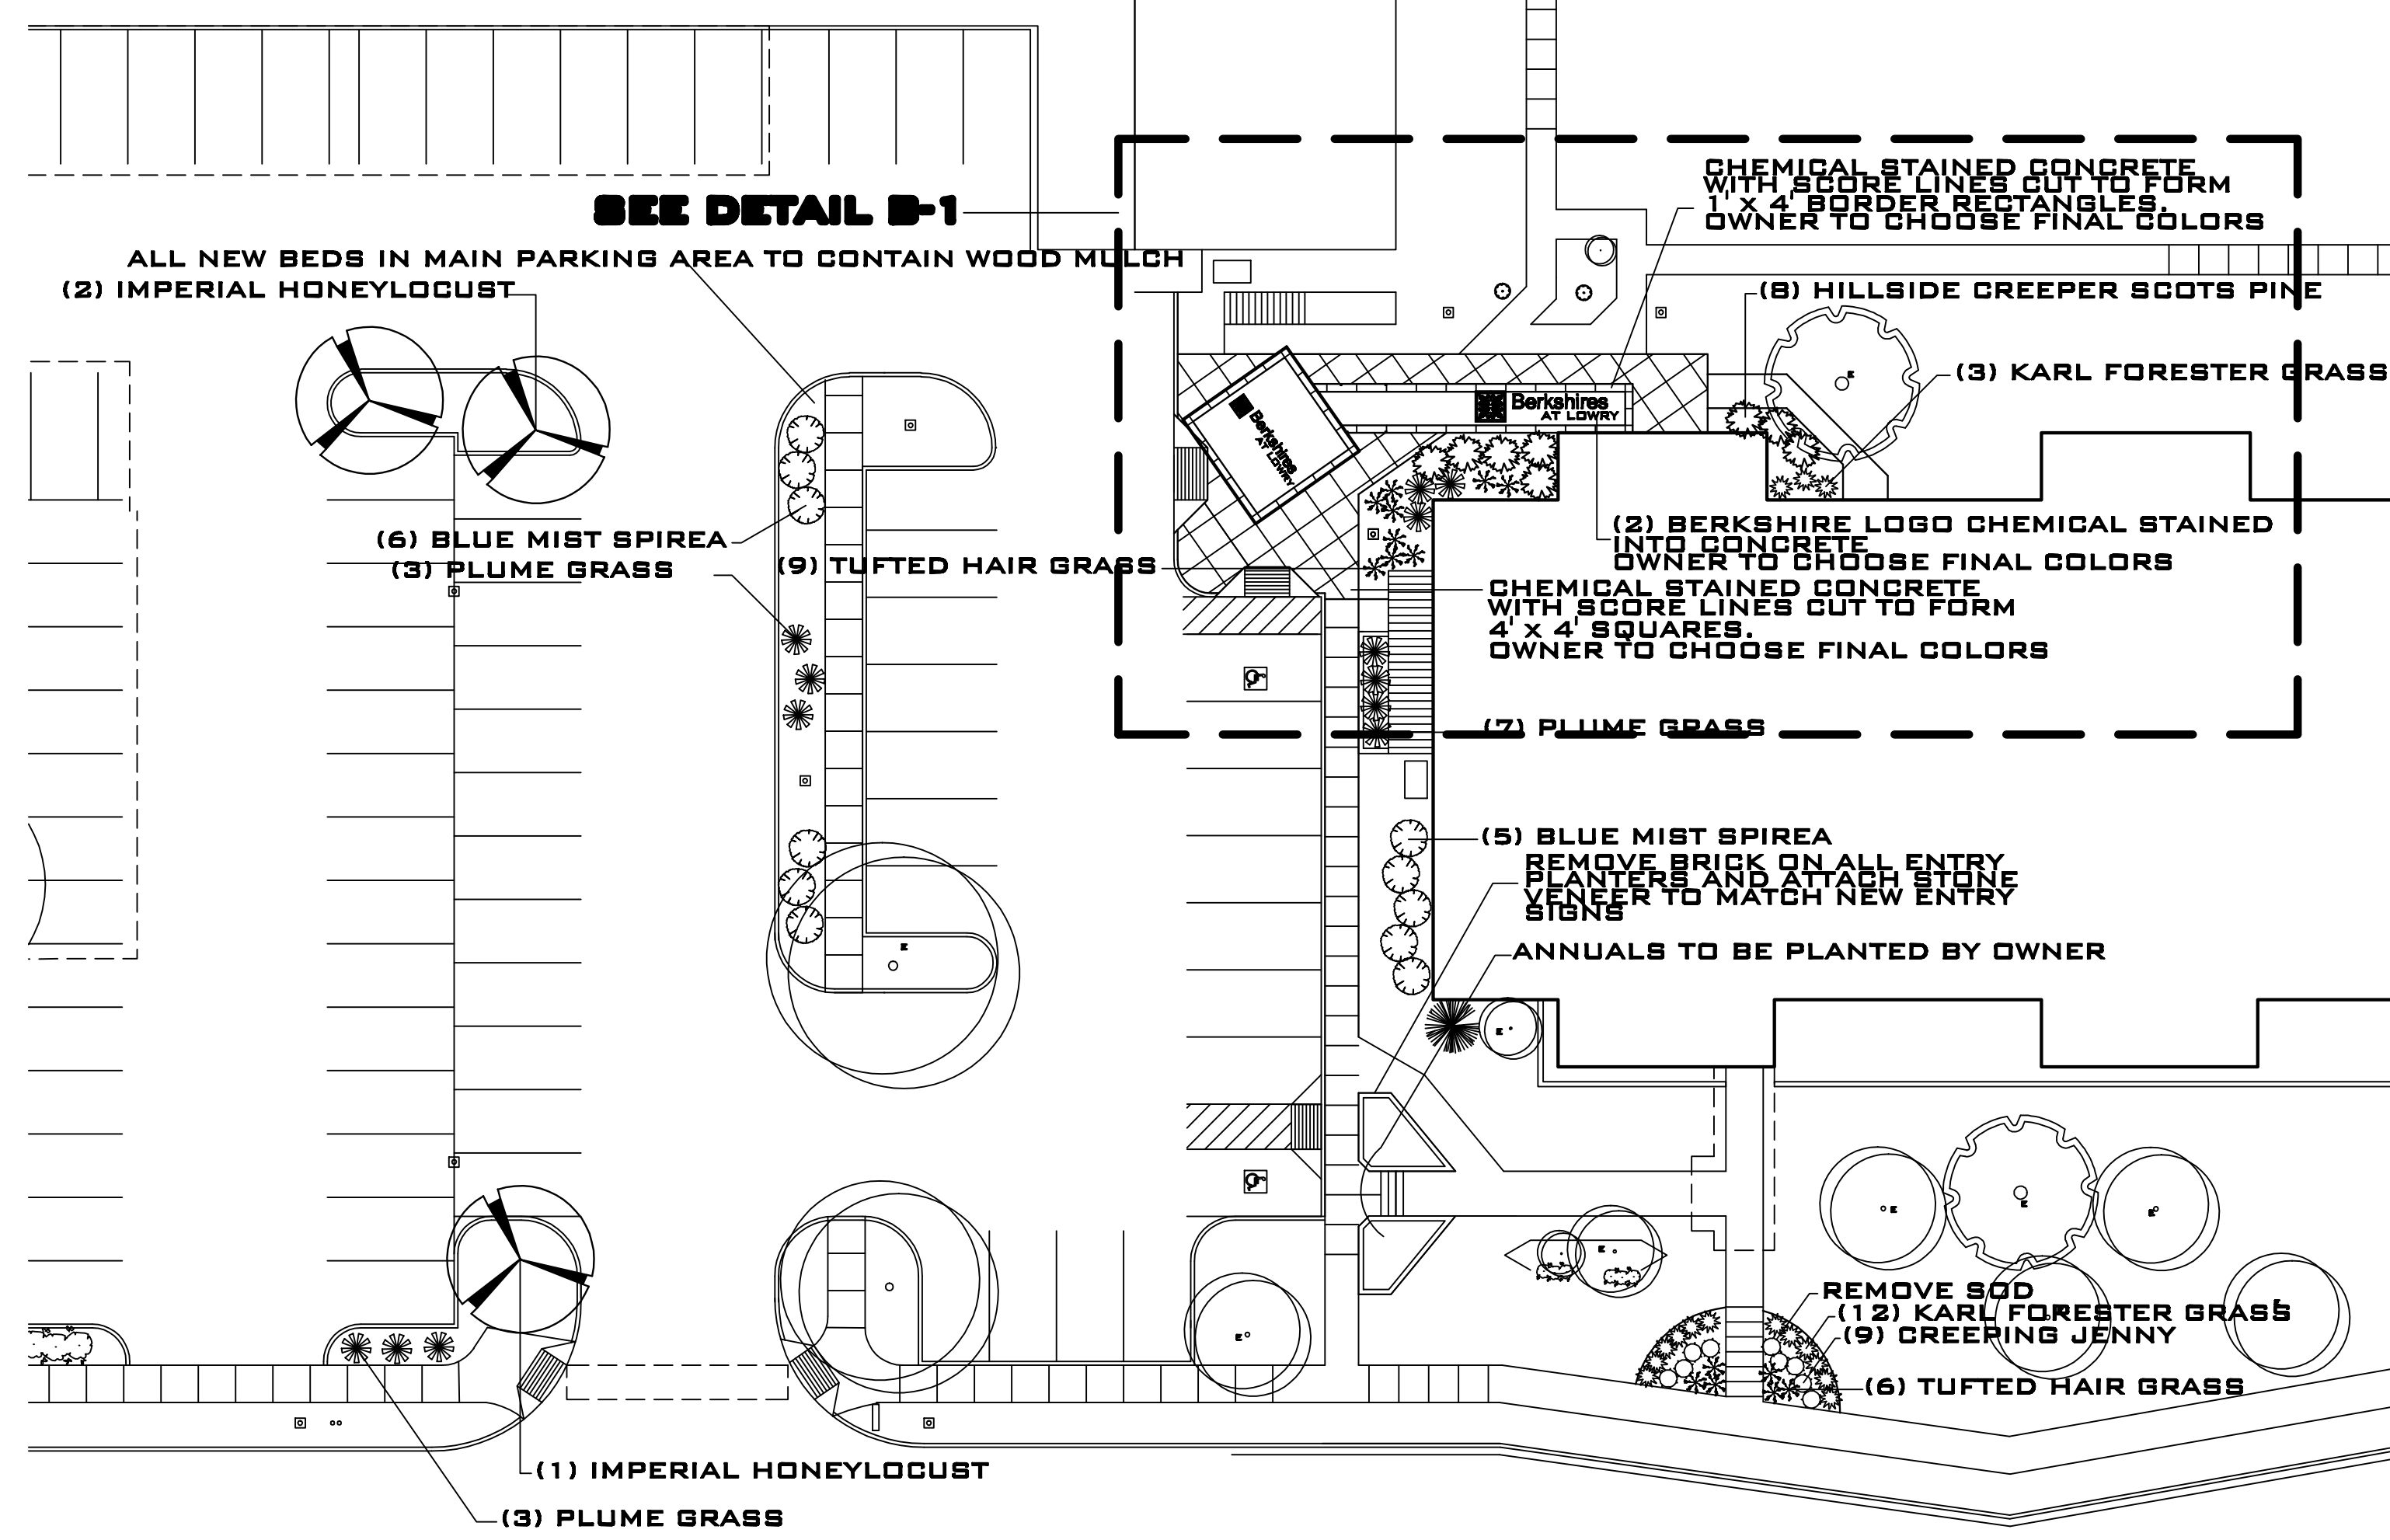 CHEMICAL STAINED CONCRETE
WITH SCORE LINES CUT TO FORM
1' x 4' BORDER RECTANGLES.
OWNER TO CHOOSE FINAL COLORS
SEE DETAIL B-1
ALL NEW BEDS IN MAIN PARKING AREA TO CONTAIN WOOD MULCH
(2) IMPERIAL HONEYLOCUST
(8) HILLSIDE CREEPER SCOTS PINE
(3) KARL FORESTER GRASS
Berkshires
AT LOWRY
Berkshires
AT LOWRY
(6) BLUE MIST SPIREA
(3) PLUME GRASS
(9) TUFTED HAIR GRASS
(2) BERKSHIRE LOGO CHEMICAL STAINED
INTO CONCRETE
OWNER TO CHOOSE FINAL COLORS
CHEMICAL STAINED CONCRETE
WITH SCORE LINES CUT TO FORM
4' x 4' SQUARES.
OWNER TO CHOOSE FINAL COLORS
(7) PLUME GRASS
(5) BLUE MIST SPIREA
REMOVE BRICK ON ALL ENTRY
PLANTERS AND ATTACH STONE
VENEER TO MATCH NEW ENTRY
SIGNS
ANNUALS TO BE PLANTED BY OWNER
REMOVE SOD
(12) KARL FORESTER GRASS
(9) CREEPING JENNY
(6) TUFTED HAIR GRASS
(1) IMPERIAL HONEYLOCUST
(3) PLUME GRASS